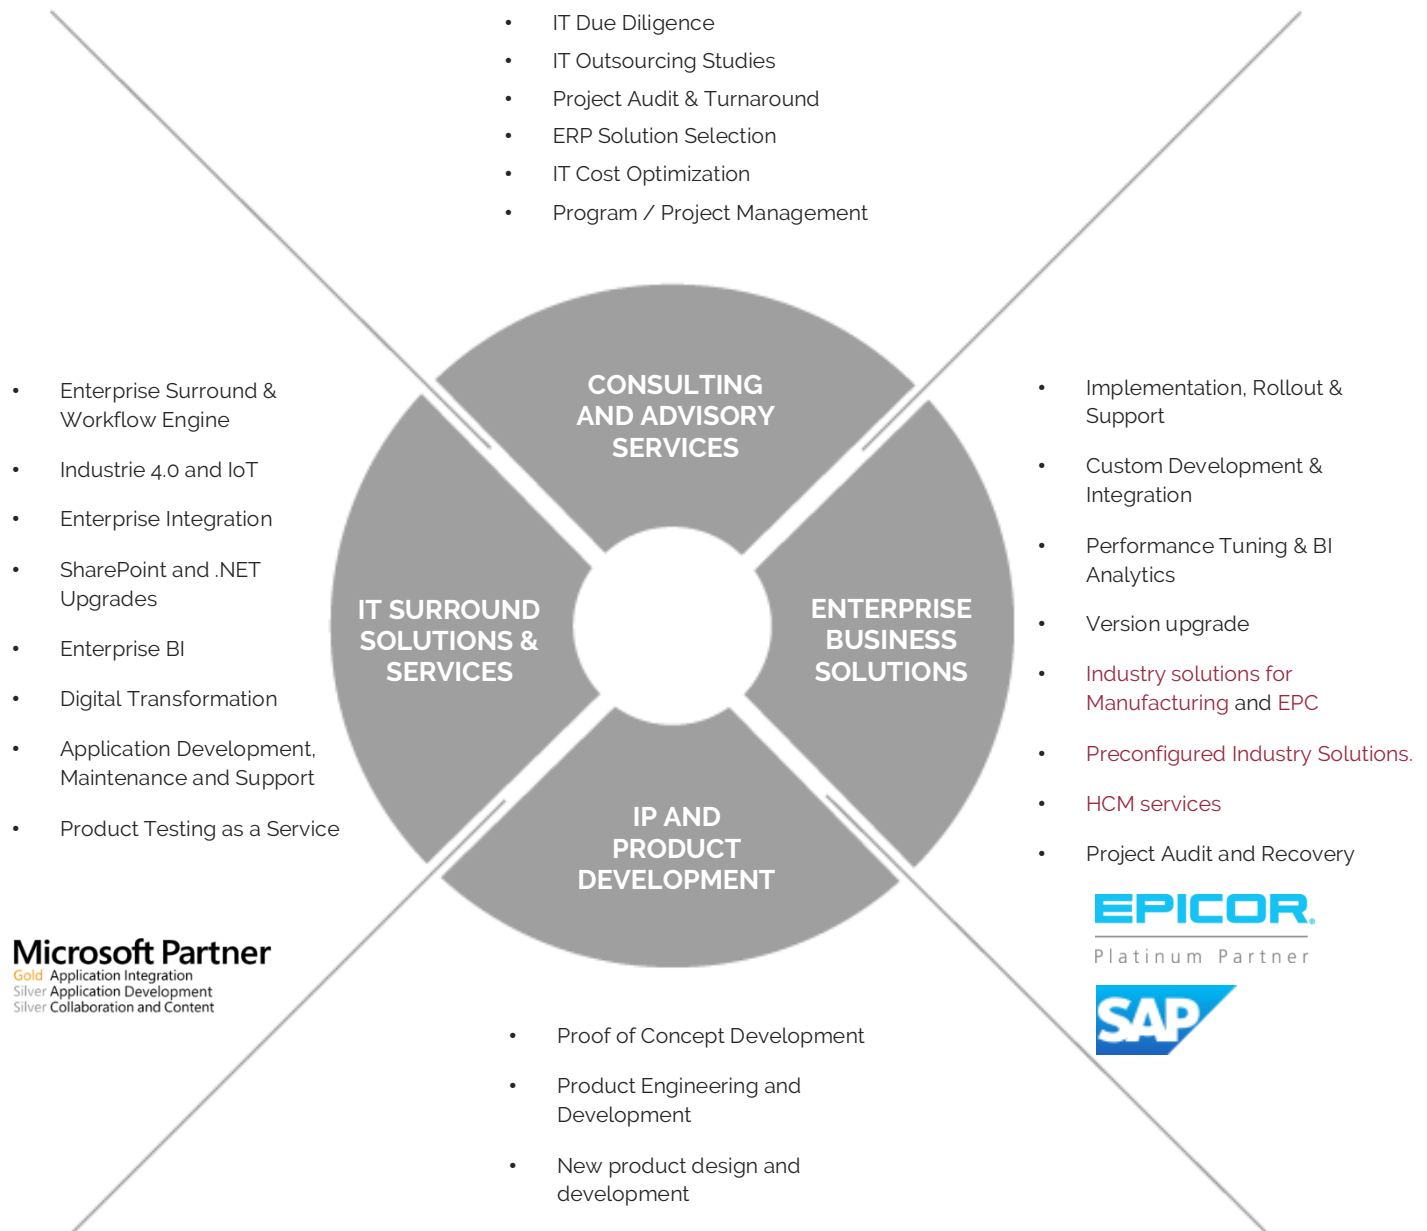 • IT Due Diligence
• IT Outsourcing Studies
• Project Audit & Turnaround
• ERP Solution Selection
• IT Cost Optimization
• Program / Project Management
CONSULTING
AND ADVISORY
SERVICES
• Enterprise Surround &
Workflow Engine
• Industrie 4.0 and IoT
• Enterprise Integration
• SharePoint and .NET
Upgrades
• Enterprise BI
• Digital Transformation
• Application Development,
Maintenance and Support
• Product Testing as a Service
Microsoft Partner
Gold Application Integration
Silver Application Development
Silver Collaboration and Content
IT SURROUND
SOLUTIONS &
SERVICES
ENTERPRISE
BUSINESS
SOLUTIONS
• Implementation, Rollout &
Support
• Custom Development &
Integration
• Performance Tuning & BI
Analytics
• Version upgrade
• Industry solutions for
Manufacturing and EPC
• Preconfigured Industry Solutions.
• HCM services
• Project Audit and Recovery
EPICOR®
Platinum Partner
SAP
IP AND
PRODUCT
DEVELOPMENT
• Proof of Concept Development
• Product Engineering and
Development
• New product design and
development